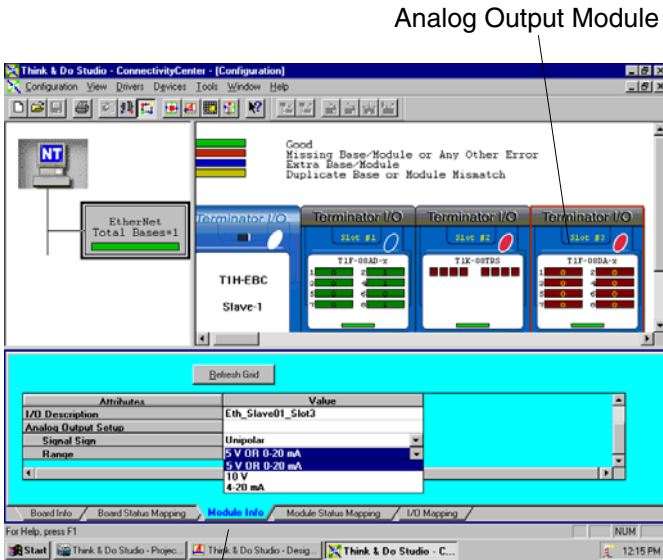 Analog Output Module
Think & Do Studio - ConnectivityCenter - [Configuration]
Configuration View Drivers Devices Tools Window Help
NT
EtherNet
Total Bases=1
Good
Missing Base/Module or Any Other Error
Extra Base/Module
Duplicate Base or Module Mismatch
Terminator I/O Terminator I/O Terminator I/O Terminator I/O
Slot #1 Slot #2 Slot #3
T1H-EBC
Slave-1
T1F-08AD-x T1K-08TRS T1F-08DA-x
Refresh Grid
Attributes Value
I/O Description Eth_Slave01_Slot3
Analog Output Setup
Signal Sign Unipolar
Range 5 V OR 0-20 mA
5 V OR 0-20 mA
10 V
4-20 mA
Board Info Board Status Mapping Module Info Module Status Mapping I/O Mapping
For Help, press F1 NUM
Start Think & Do Studio - Projec... Think & Do Studio - Desig... Think & Do Studio - C... 12:15 PM